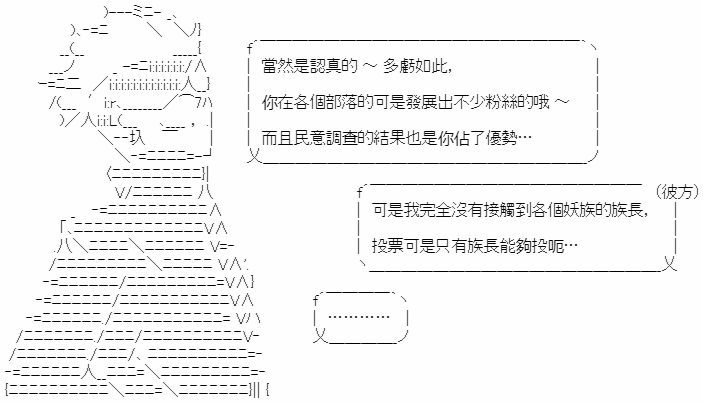 當然是認真的 ～ 多虧如此，
你在各個部落的可是發展出不少粉絲的哦 ～
而且民意調查的結果也是你佔了優勢…
（彼方）
可是我完全沒有接觸到各個妖族的族長，
投票可是只有族長能夠投呃…
…………